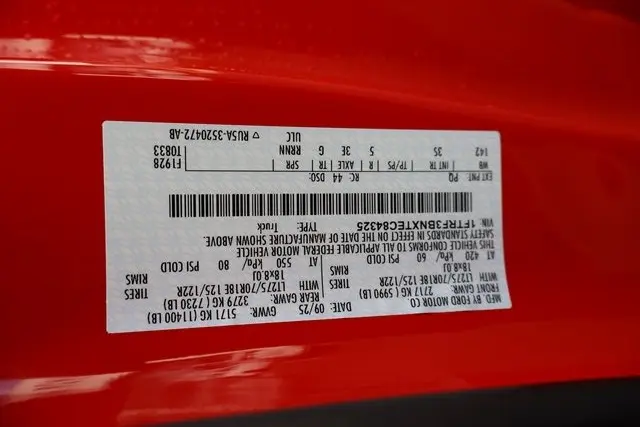 MFD. BY FORD MOTOR CO.
DATE: 09/25 GVWR: 5171 KG (11400 LB)
FRONT GAWR: 2717 KG (5990 LB) REAR GAWR: 3279 KG (7230 LB)
WITH LT275/70R18E 125/122R TIRES WITH LT275/70R18E 125/122R TIRES
18x8.0J RIMS 18x8.0J RIMS
AT 420 kPa/ 60 PSI COLD AT 550 kPa/ 80 PSI COLD
THIS VEHICLE CONFORMS TO ALL APPLICABLE FEDERAL MOTOR VEHICLE
SAFETY STANDARDS IN EFFECT ON THE DATE OF MANUFACTURE SHOWN ABOVE.
VIN: 1FTRF3BNXTEC84325 Truck
EXT PNT: PQ RC: 44 DSO: F1928
WB INT TR TP/PS R AXLE TR SPR T0833
142 35 5 3E G RRNN
ULC ▽ RU5A-3520472-AB